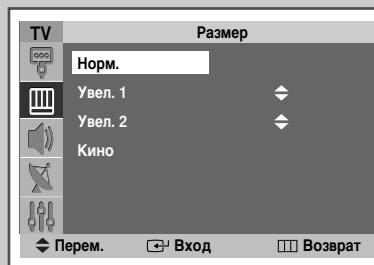 TV Размер
Норм.
Увел. 1
Увел. 2
Кино
Перем. Вход Возврат